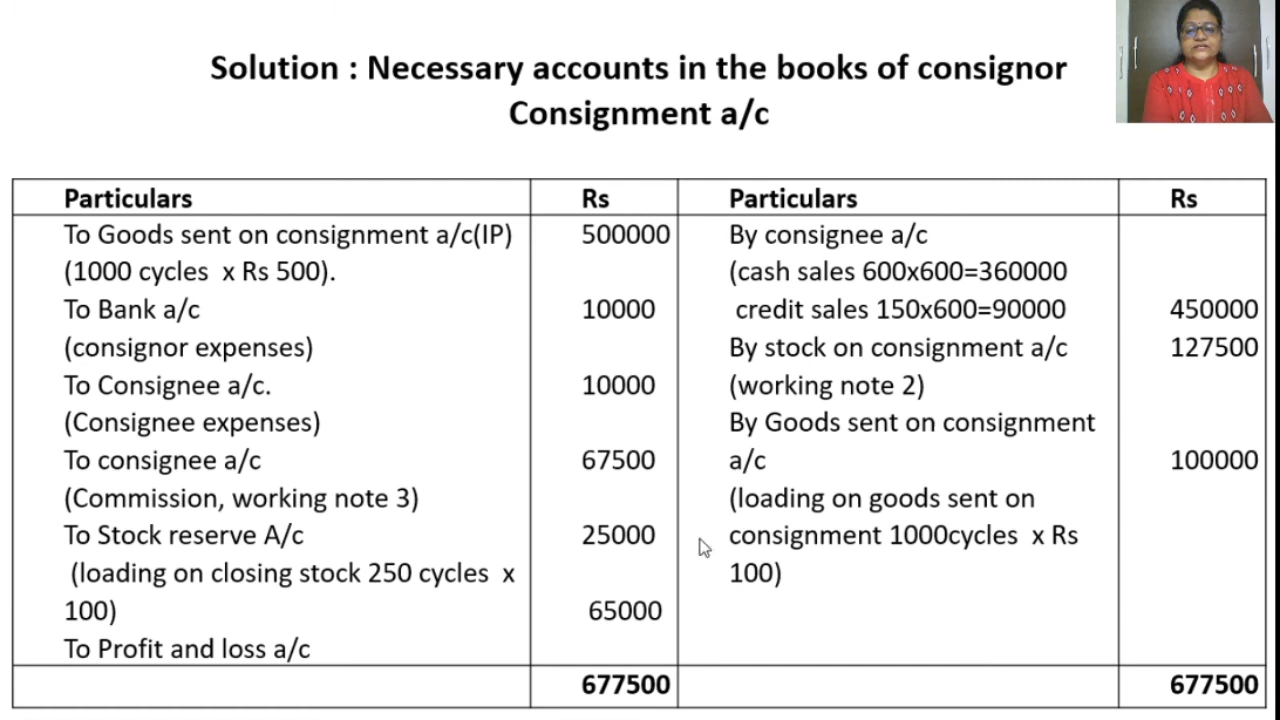 Solution : Necessary accounts in the books of consignor
Consignment a/c
Particulars Rs Particulars Rs
To Goods sent on consignment a/c(IP) 500000 By consignee a/c
(1000 cycles x Rs 500). (cash sales 600x600=360000
To Bank a/c 10000 credit sales 150x600=90000 450000
(consignor expenses) By stock on consignment a/c 127500
To Consignee a/c. 10000 (working note 2)
(Consignee expenses) By Goods sent on consignment
To consignee a/c 67500 a/c 100000
(Commission, working note 3) (loading on goods sent on
To Stock reserve A/c 25000 consignment 1000cycles x Rs
(loading on closing stock 250 cycles x 100)
100) 65000
To Profit and loss a/c
677500 677500